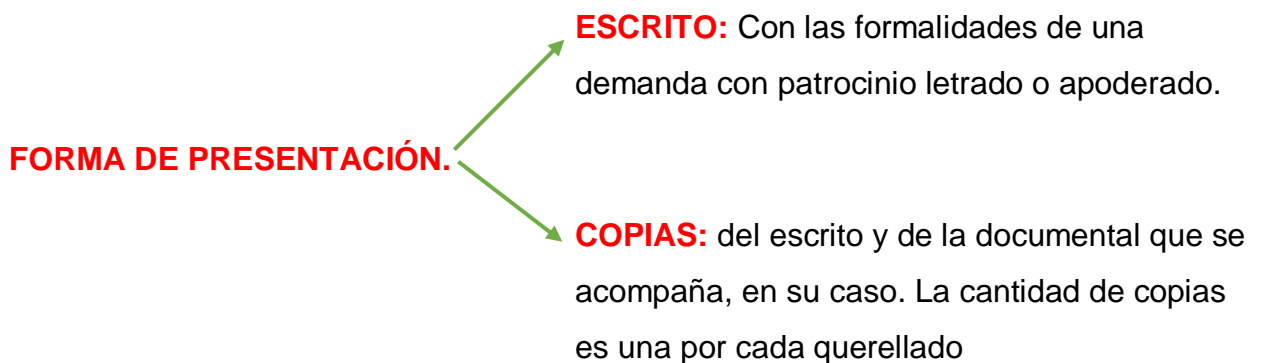 FORMA DE PRESENTACIÓN.
ESCRITO: Con las formalidades de una
demanda con patrocinio letrado o apoderado.
COPIAS: del escrito y de la documental que se
acompaña, en su caso. La cantidad de copias
es una por cada querellado